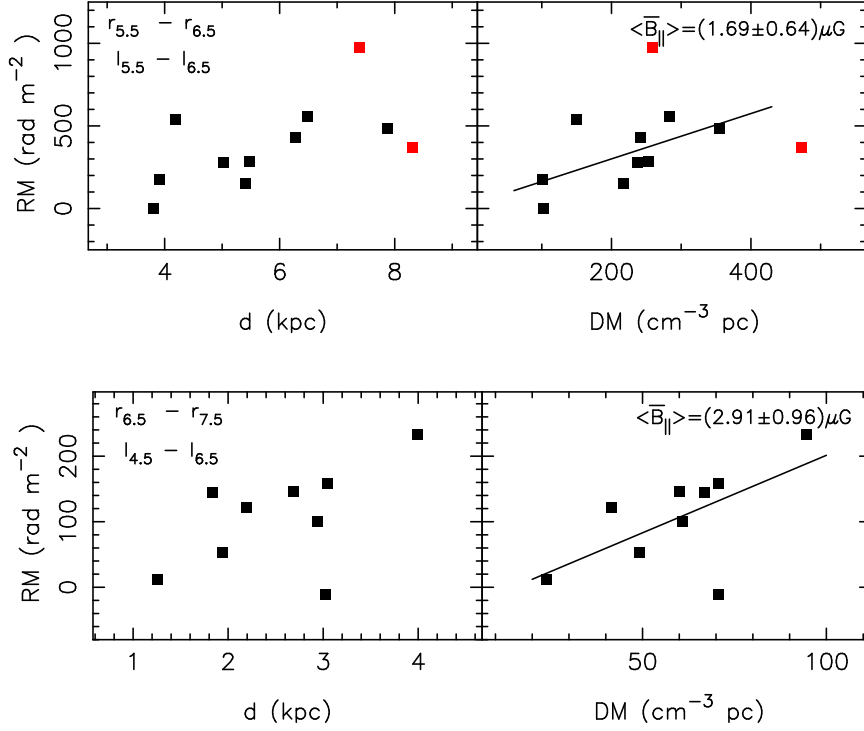 r5.5 − r6.5
l5.5 − l6.5
<B̅||>=(1.69±0.64)μG
RM (rad m−2)
0 500 1000
4 6 8
200 400
d (kpc)
DM (cm−3 pc)
r6.5 − r7.5
l4.5 − l6.5
<B̅||>=(2.91±0.96)μG
RM (rad m−2)
0 100 200
1 2 3 4
50 100
d (kpc)
DM (cm−3 pc)